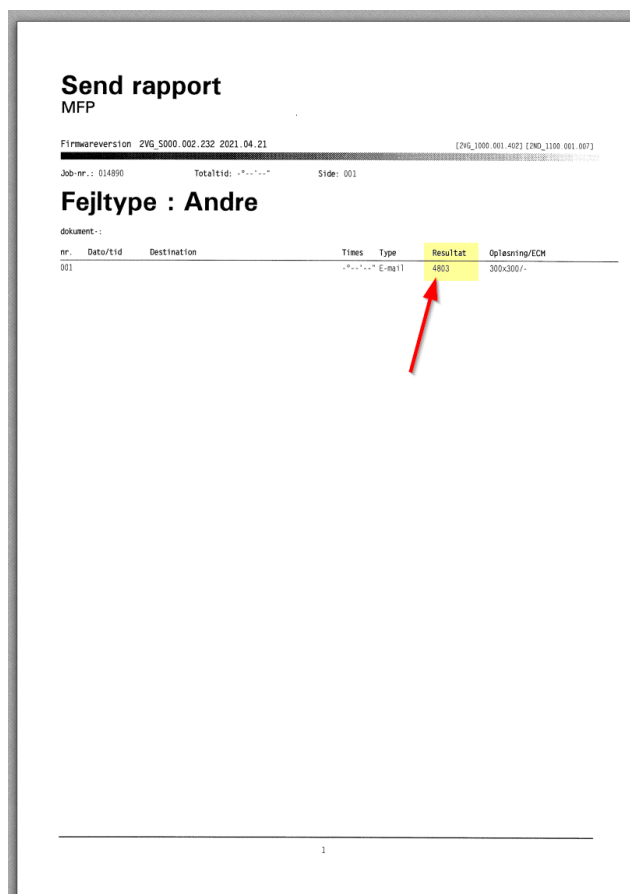 Send rapport
MFP
Firmwareversion 2VG_S000.002.232 2021.04.21 [2VG_1000.001.402] [2ND_1100.001.007]
Job-nr.: 014890 Totaltid: -°--'--" Side: 001
Fejltype : Andre
dokument-:
nr. Dato/tid Destination Times Type Resultat Opløsning/ECM
001 -°--'--" E-mail 4803 300x300/-
1